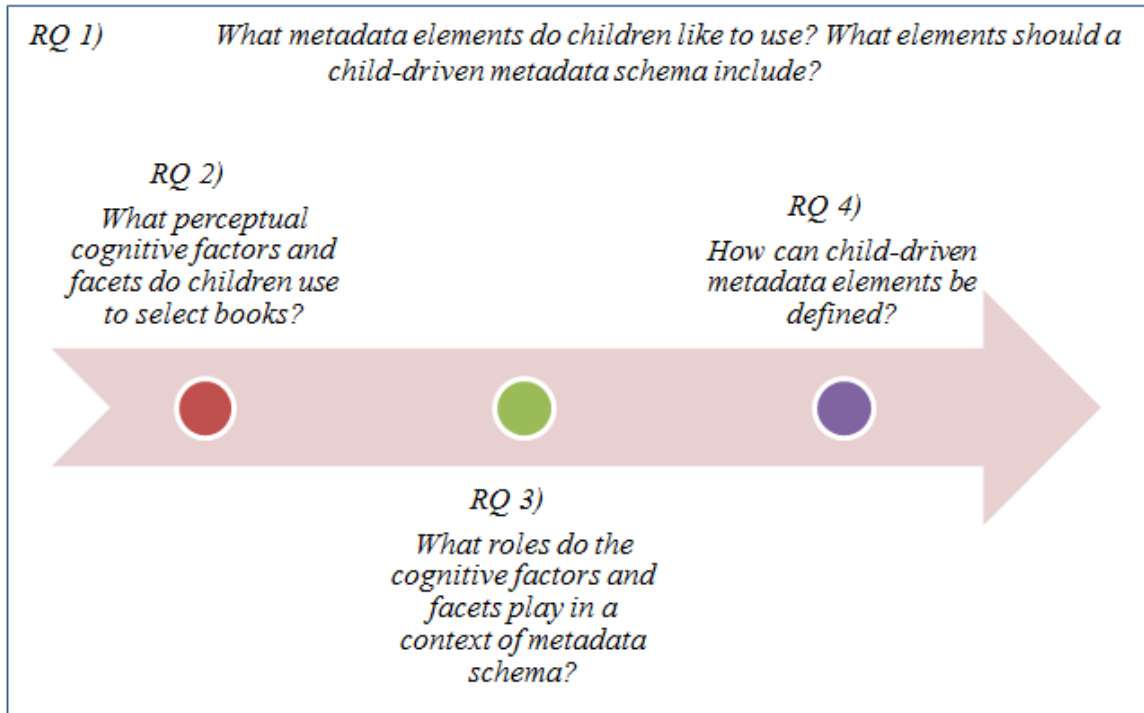 RQ 1) What metadata elements do children like to use? What elements should a
child-driven metadata schema include?
RQ 2)
What perceptual
cognitive factors and
facets do children use
to select books?
RQ 4)
How can child-driven
metadata elements be
defined?
RQ 3)
What roles do the
cognitive factors and
facets play in a
context of metadata
schema?